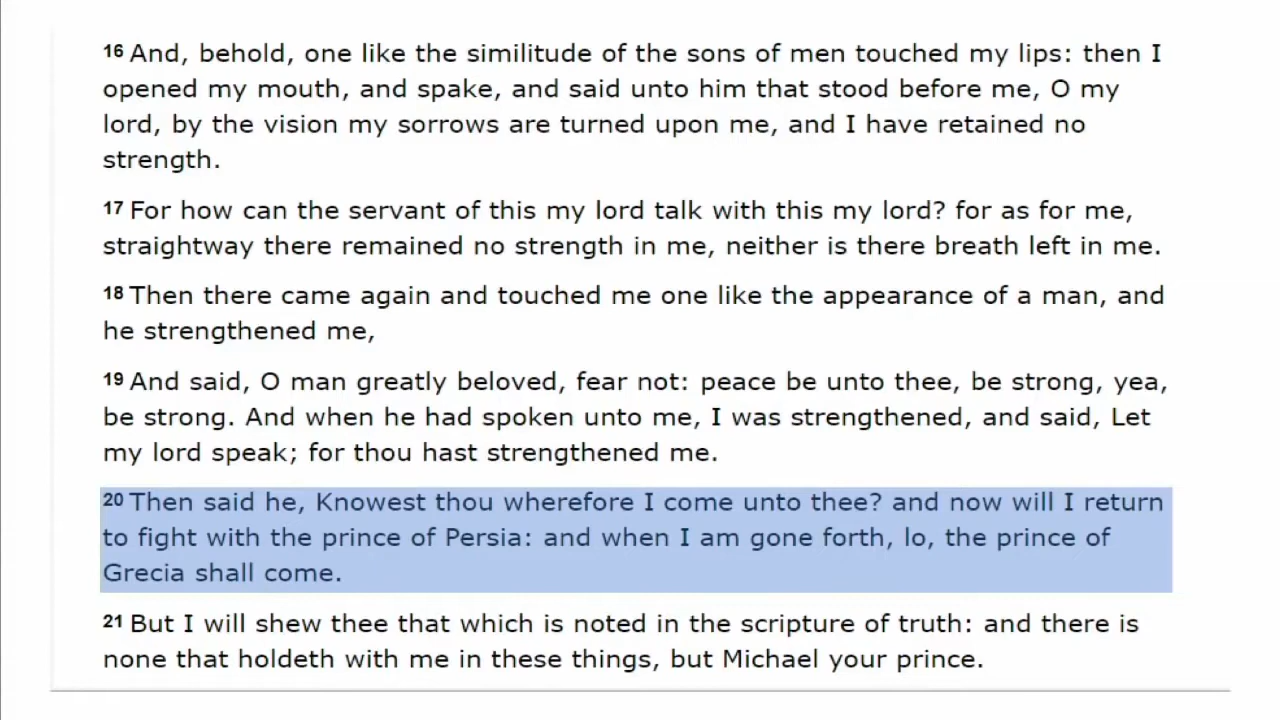 16 And, behold, one like the similitude of the sons of men touched my lips: then I
opened my mouth, and spake, and said unto him that stood before me, O my
lord, by the vision my sorrows are turned upon me, and I have retained no
strength.
17 For how can the servant of this my lord talk with this my lord? for as for me,
straightway there remained no strength in me, neither is there breath left in me.
18 Then there came again and touched me one like the appearance of a man, and
he strengthened me,
19 And said, O man greatly beloved, fear not: peace be unto thee, be strong, yea,
be strong. And when he had spoken unto me, I was strengthened, and said, Let
my lord speak; for thou hast strengthened me.
20 Then said he, Knowest thou wherefore I come unto thee? and now will I return
to fight with the prince of Persia: and when I am gone forth, lo, the prince of
Grecia shall come.
21 But I will shew thee that which is noted in the scripture of truth: and there is
none that holdeth with me in these things, but Michael your prince.